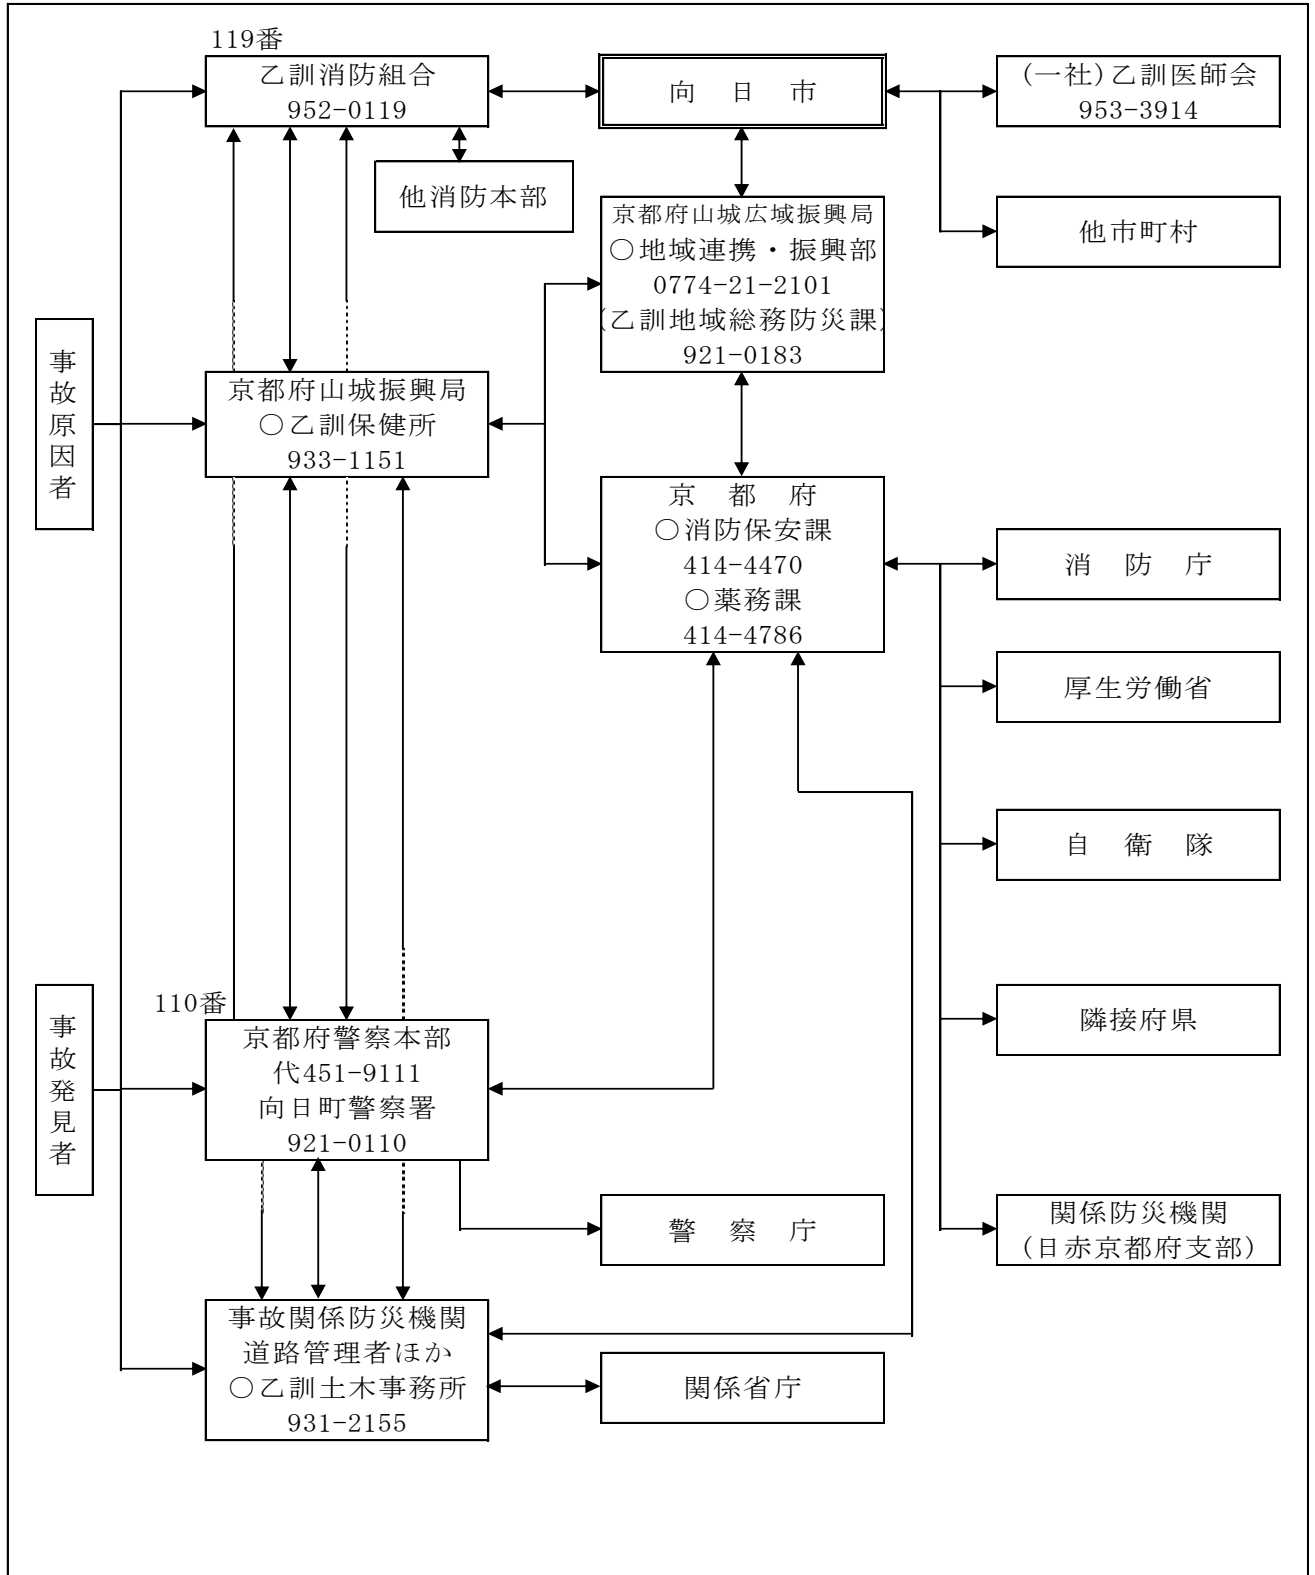 119番
乙訓消防組合
952-0119
向　日　市
(一社)乙訓医師会
953-3914
他消防本部
京都府山城広域振興局
○地域連携・振興部
0774-21-2101
(乙訓地域総務防災課)
921-0183
他市町村
事故原因者
京都府山城振興局
○乙訓保健所
933-1151
京　都　府
○消防保安課
414-4470
○薬務課
414-4786
消　防　庁
厚生労働省
自　衛　隊
隣接府県
関係防災機関
(日赤京都府支部)
事故発見者
110番
京都府警察本部
代451-9111
向日町警察署
921-0110
警　察　庁
事故関係防災機関
道路管理者ほか
○乙訓土木事務所
931-2155
関係省庁